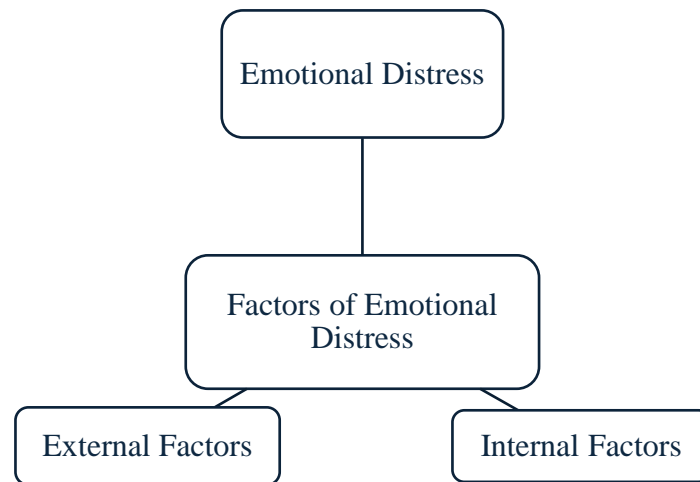 Emotional Distress
Factors of Emotional
Distress
External Factors
Internal Factors